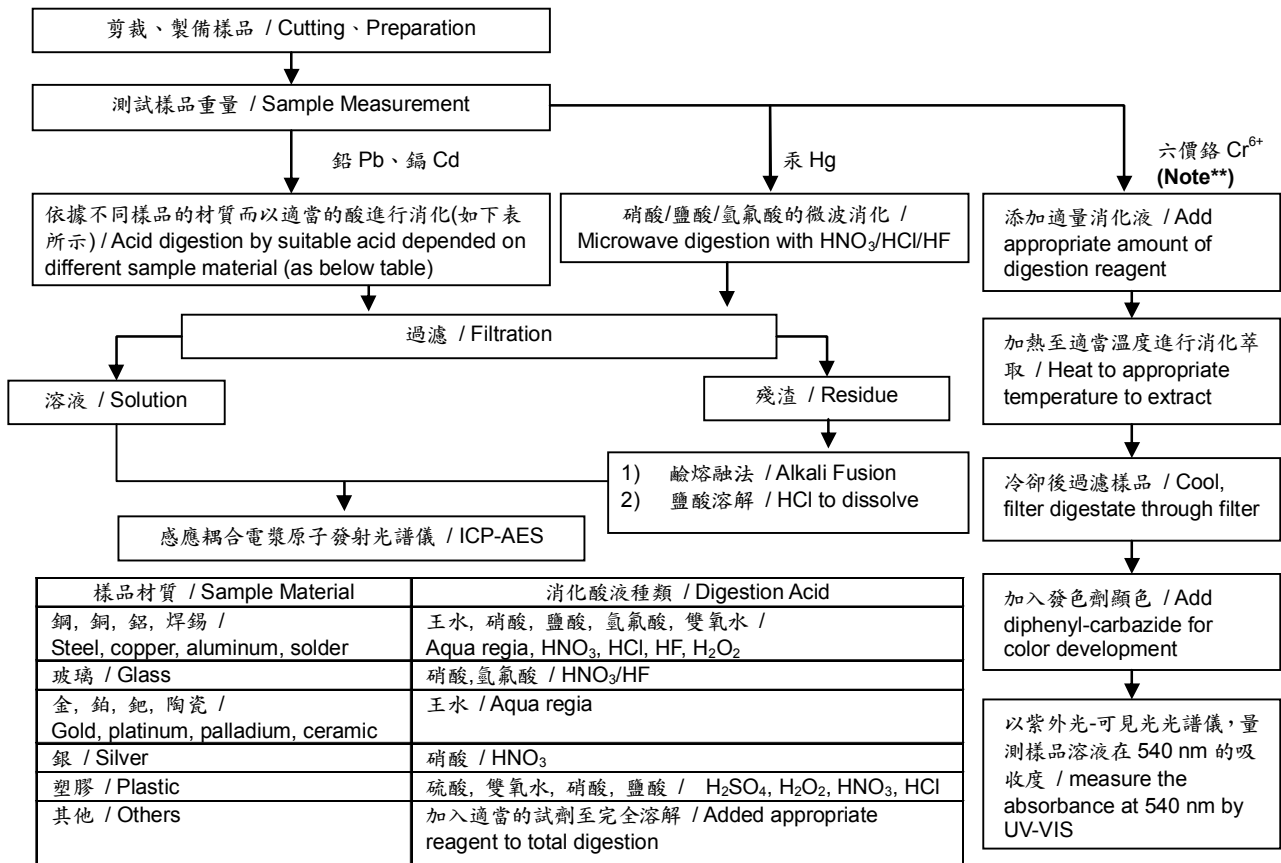 剪裁、製備樣品 / Cutting、Preparation
測試樣品重量 / Sample Measurement
鉛 Pb、鎘 Cd
汞 Hg
六價鉻 Cr⁶⁺
(Note**)
依據不同樣品的材質而以適當的酸進行消化(如下表
所示) / Acid digestion by suitable acid depended on
different sample material (as below table)
硝酸/鹽酸/氫氟酸的微波消化 /
Microwave digestion with HNO₃/HCl/HF
添加適量消化液 / Add
appropriate amount of
digestion reagent
過濾 / Filtration
加熱至適當溫度進行消化萃
取 / Heat to appropriate
temperature to extract
溶液 / Solution
殘渣 / Residue
1) 鹼熔融法 / Alkali Fusion
2) 鹽酸溶解 / HCl to dissolve
冷卻後過濾樣品 / Cool,
filter digestate through filter
感應耦合電漿原子發射光譜儀 / ICP-AES
加入發色劑顯色 / Add
diphenyl-carbazide for
color development
以紫外光-可見光光譜儀，量
測樣品溶液在 540 nm 的吸
收度 / measure the
absorbance at 540 nm by
UV-VIS
樣品材質 / Sample Material
消化酸液種類 / Digestion Acid
鋼, 銅, 鋁, 焊錫 /
Steel, copper, aluminum, solder
王水, 硝酸, 鹽酸, 氫氟酸, 雙氧水 /
Aqua regia, HNO₃, HCl, HF, H₂O₂
玻璃 / Glass
硝酸,氫氟酸 / HNO₃/HF
金, 鉑, 鈀, 陶瓷 /
Gold, platinum, palladium, ceramic
王水 / Aqua regia
銀 / Silver
硝酸 / HNO₃
塑膠 / Plastic
硫酸, 雙氧水, 硝酸, 鹽酸 / H₂SO₄, H₂O₂, HNO₃, HCl
其他 / Others
加入適當的試劑至完全溶解 / Added appropriate
reagent to total digestion